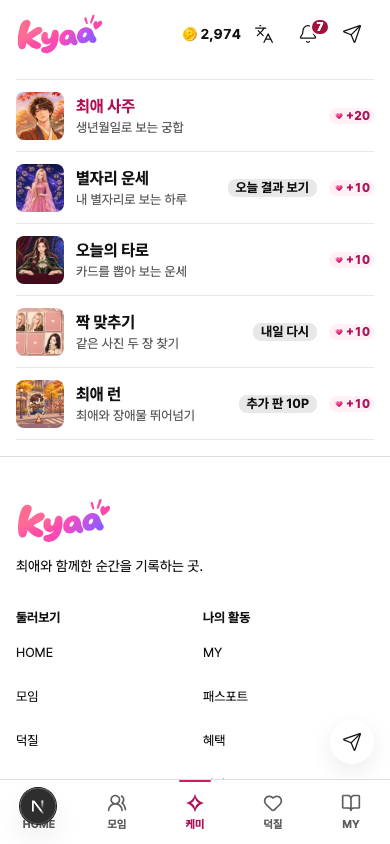 Kyaa
2,974
7
최애 사주
생년월일로 보는 궁합
+20
별자리 운세
내 별자리로 보는 하루
오늘 결과 보기
+10
오늘의 타로
카드를 뽑아 보는 운세
+10
짝 맞추기
같은 사진 두 장 찾기
내일 다시
+10
최애 런
최애와 장애물 뛰어넘기
추가 판 10P
+10
Kyaa
최애와 함께한 순간을 기록하는 곳.
둘러보기
나의 활동
HOME
MY
모임
패스포트
덕질
혜택
N
HOME
모임
케미
덕질
MY